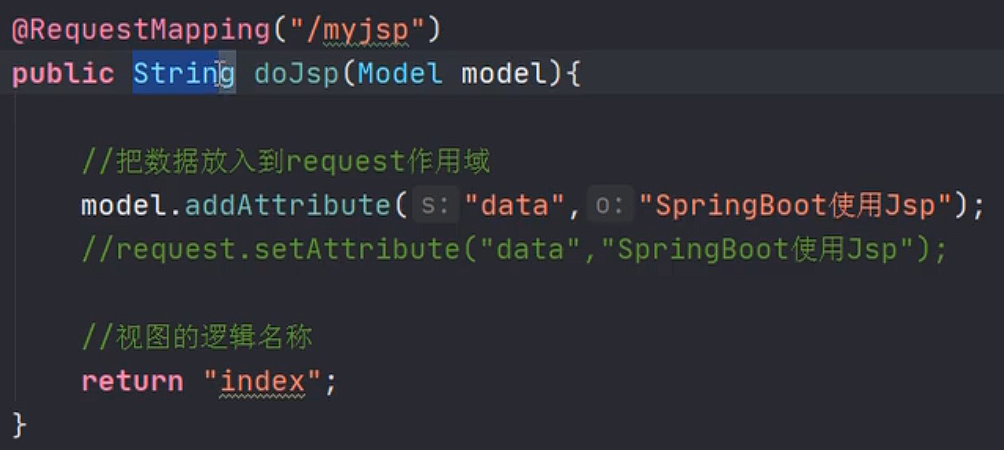 @RequestMapping("/myjsp")
public String doJsp(Model model){
//把数据放入到request作用域
model.addAttribute( s: "data", o: "SpringBoot使用Jsp");
//request.setAttribute("data","SpringBoot使用Jsp");
//视图的逻辑名称
return "index";
}